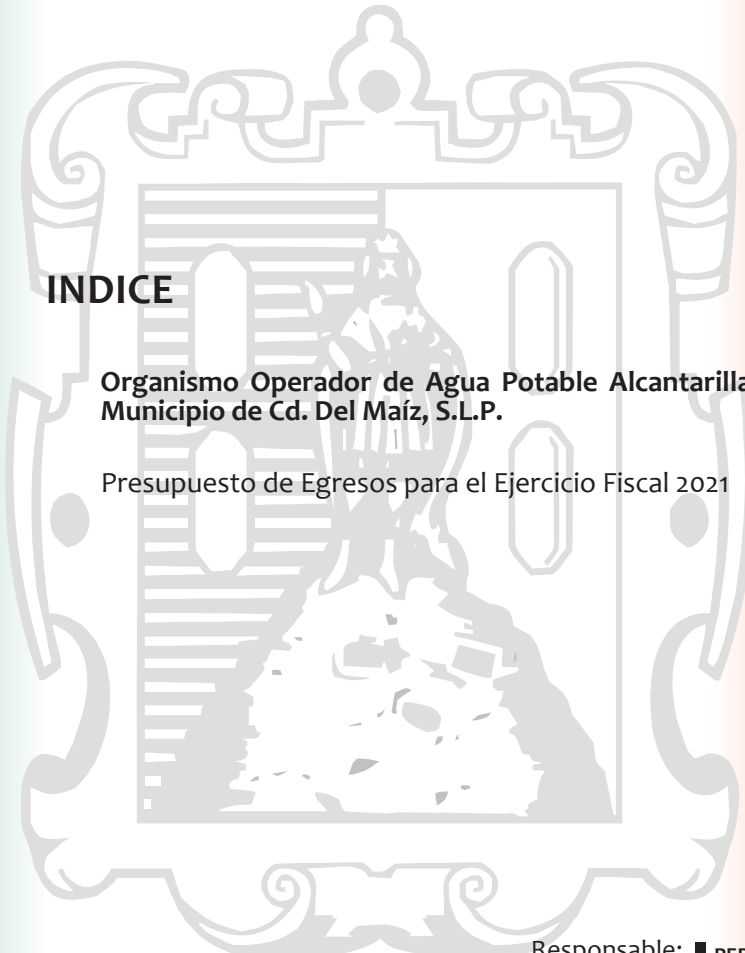 INDICE
Organismo Operador de Agua Potable
Municipio de Cd. Del Maíz, S.L.P.
Presupuesto de Egresos para el Ejercicio Fiscal 2021
Responsable: